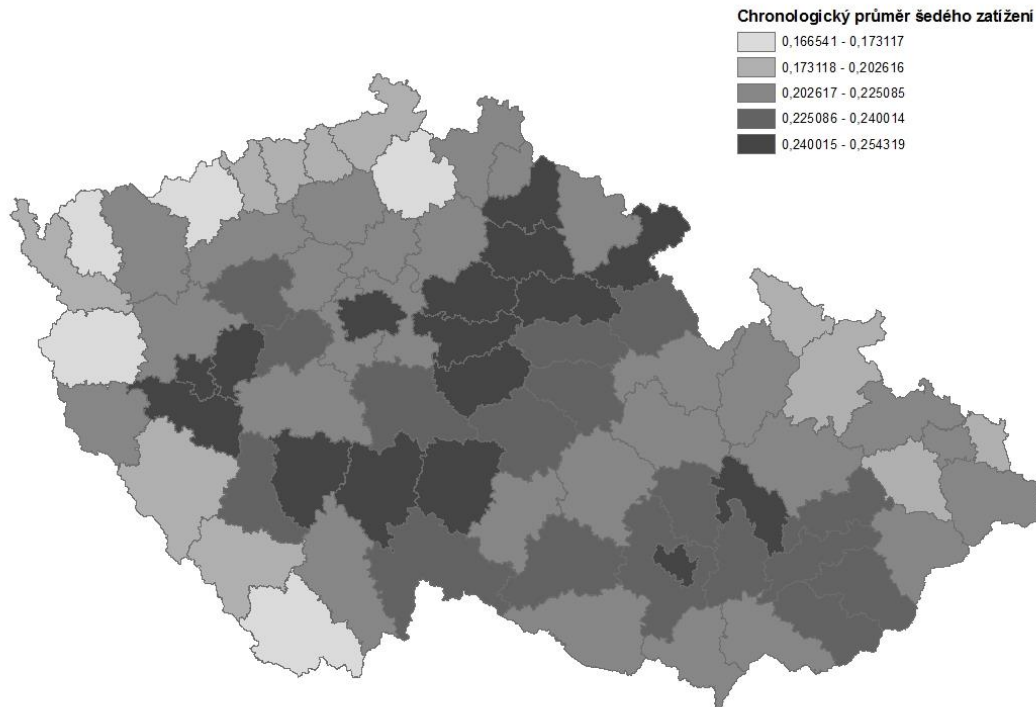 Chronologický průměr šedého zatížení
0,166541 - 0,173117
0,173118 - 0,202616
0,202617 - 0,225085
0,225086 - 0,240014
0,240015 - 0,254319